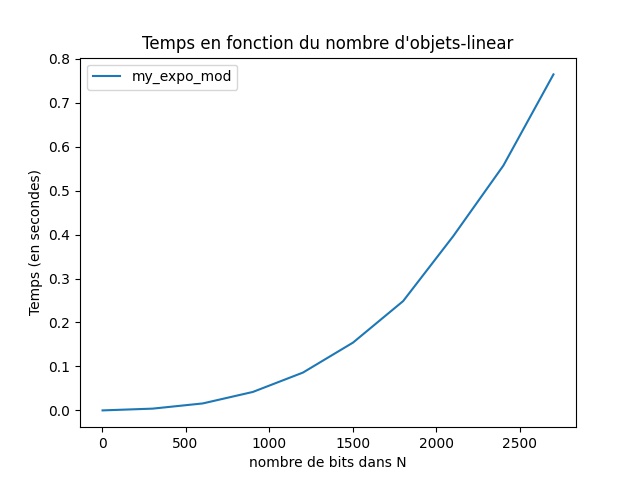 Temps en fonction du nombre d'objets-linear
my_expo_mod
Temps (en secondes)
0.8
0.7
0.6
0.5
0.4
0.3
0.2
0.1
0.0
0 500 1000 1500 2000 2500
nombre de bits dans N